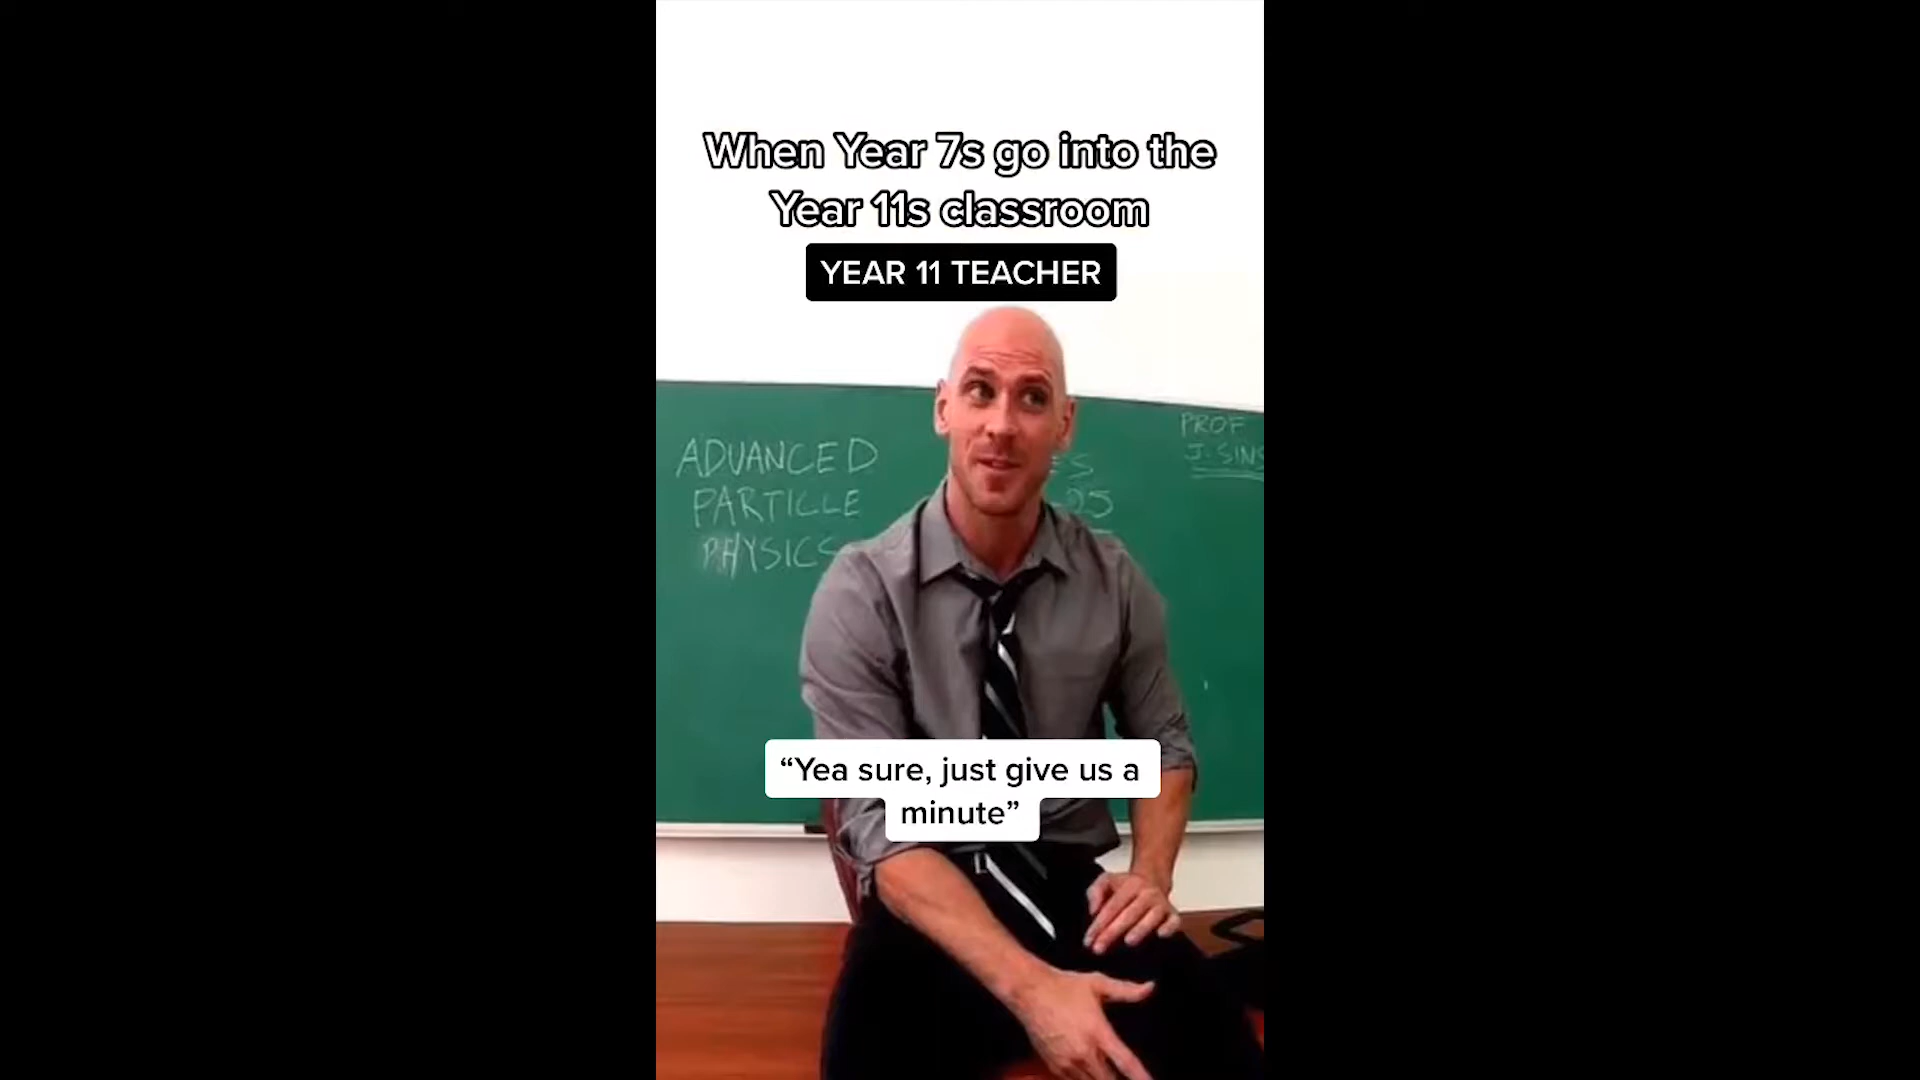 When Year 7s go into the
Year 11s classroom
YEAR 11 TEACHER
ADVANCED
PARTICLE
PHYSICS
PROF
J. SINS
“Yea sure, just give us a
minute”